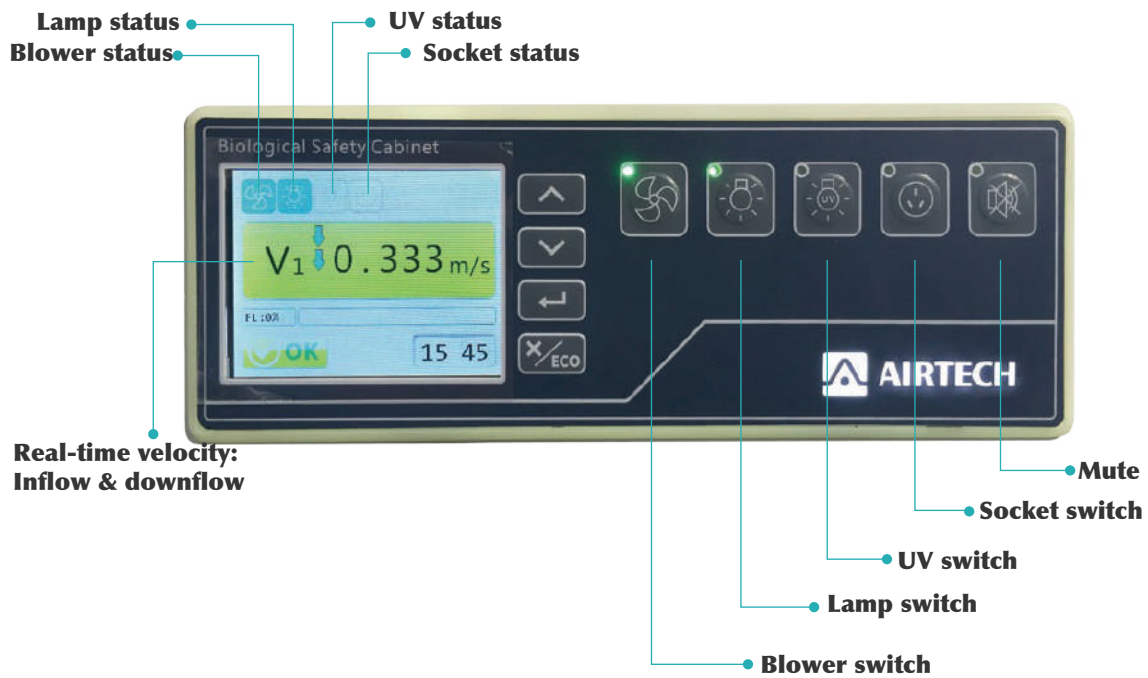 Lamp status
UV status
Blower status
Socket status
Biological Safety Cabinet
V1 0.333 m/s
FL:0%
OK
15 45
×/ECO
UV
AIRTECH
Real-time velocity:
Inflow & downflow
Mute
Socket switch
UV switch
Lamp switch
Blower switch